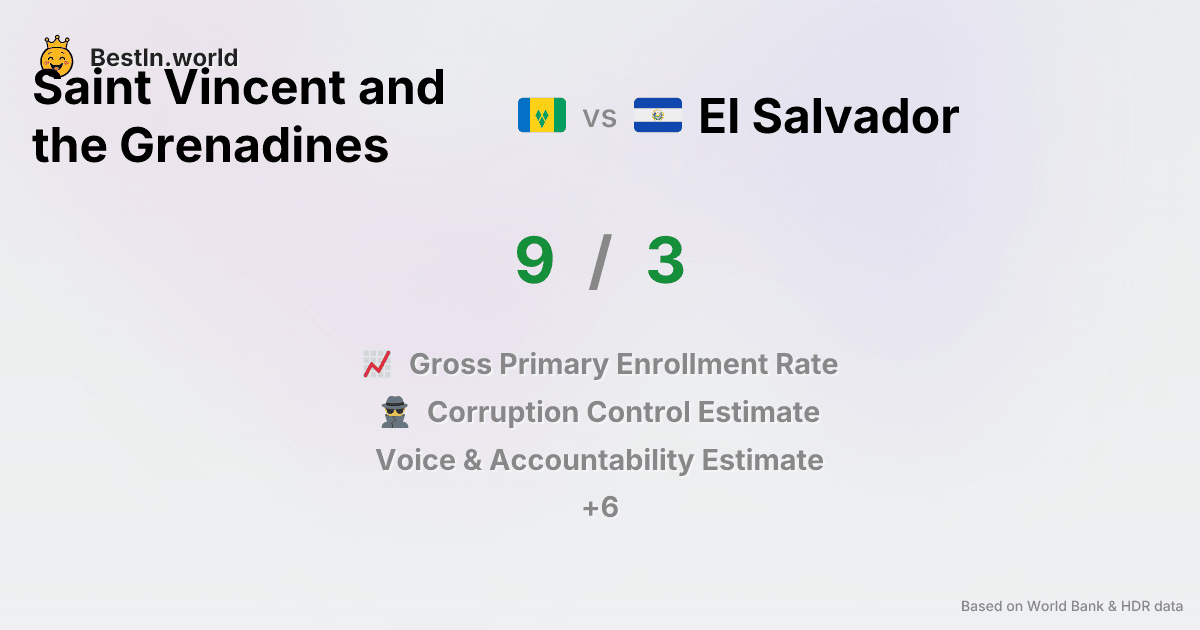 BestIn.world
Saint Vincent and
the Grenadines
vs
El Salvador
9 / 3
Gross Primary Enrollment Rate
Corruption Control Estimate
Voice & Accountability Estimate
+6
Based on World Bank & HDR data